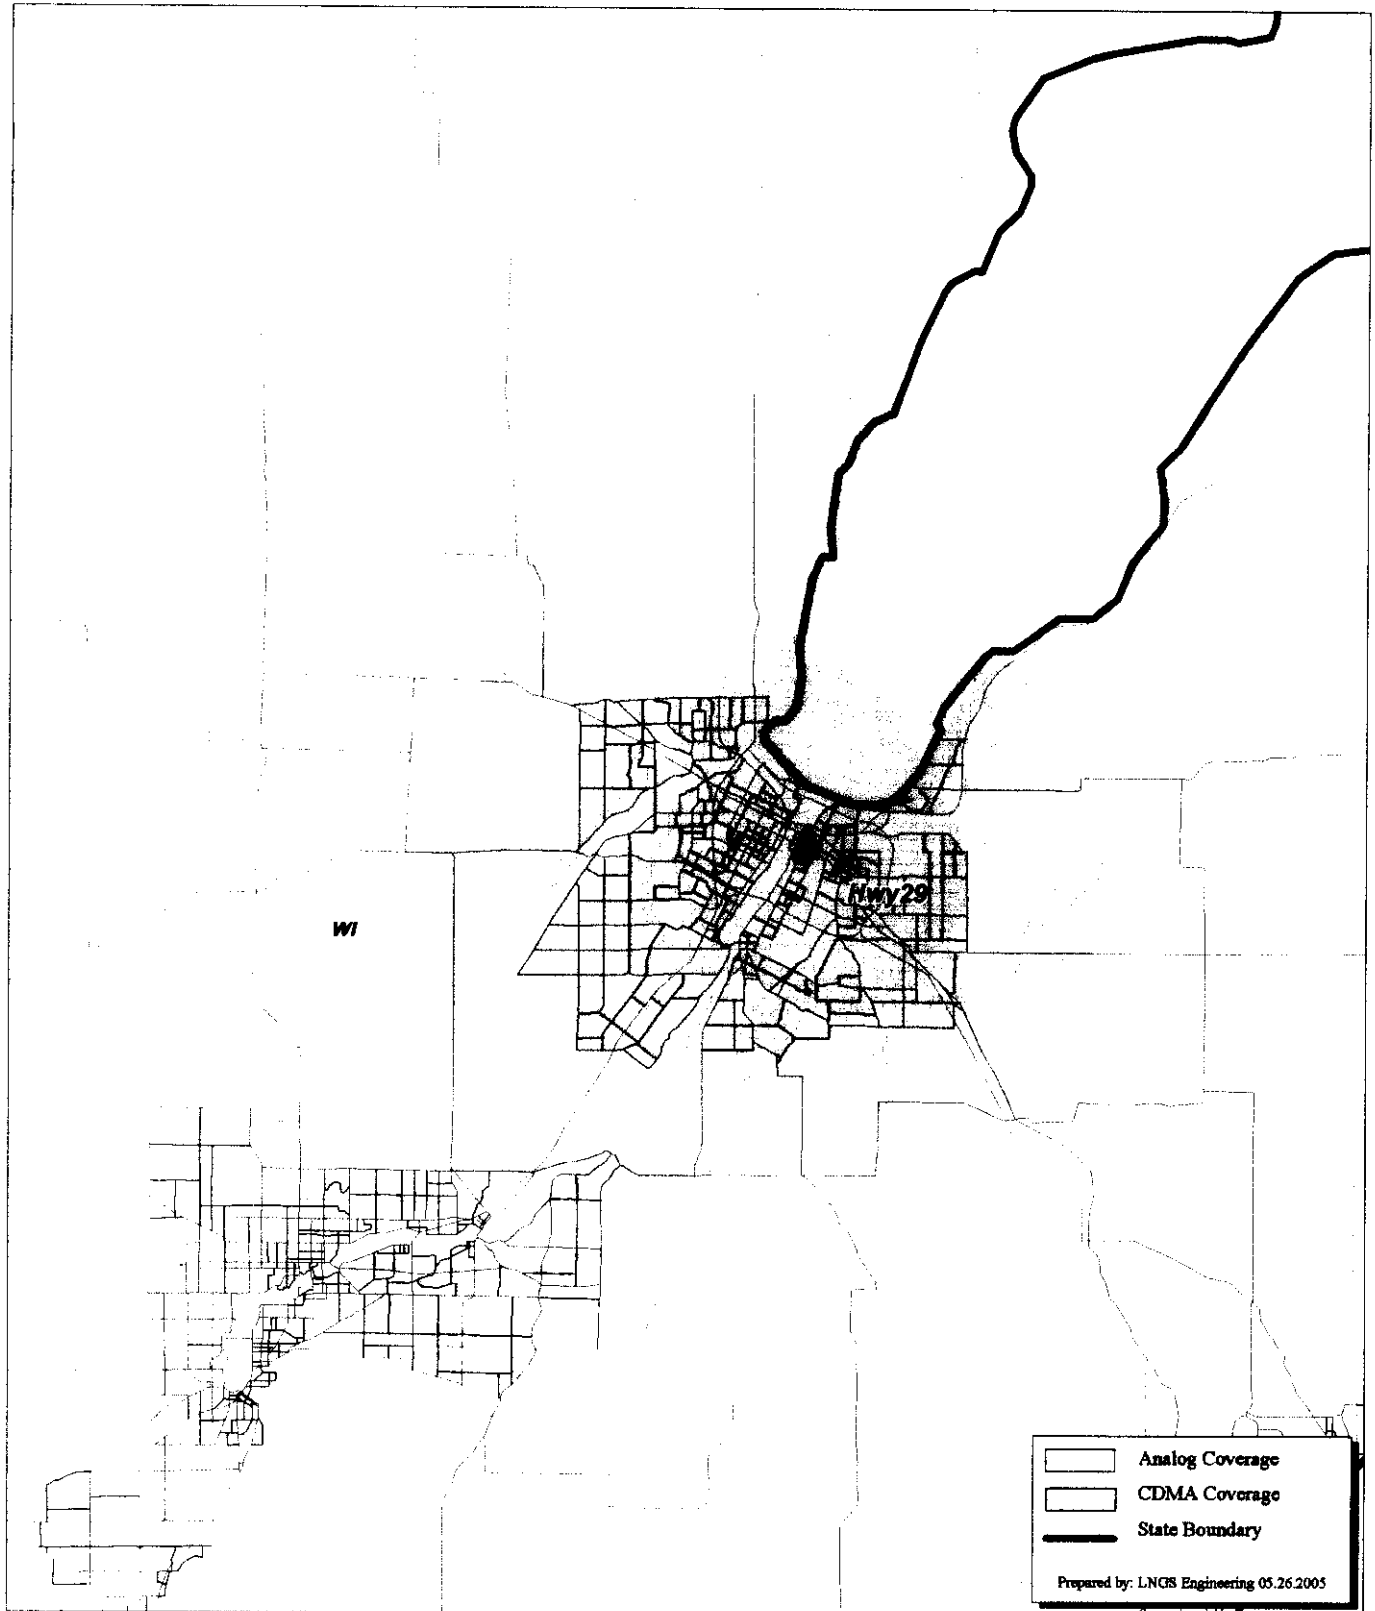 Hwy 29
WI
Analog Coverage
CDMA Coverage
State Boundary
Prepared by: LNGS Engineering 05.26.2005